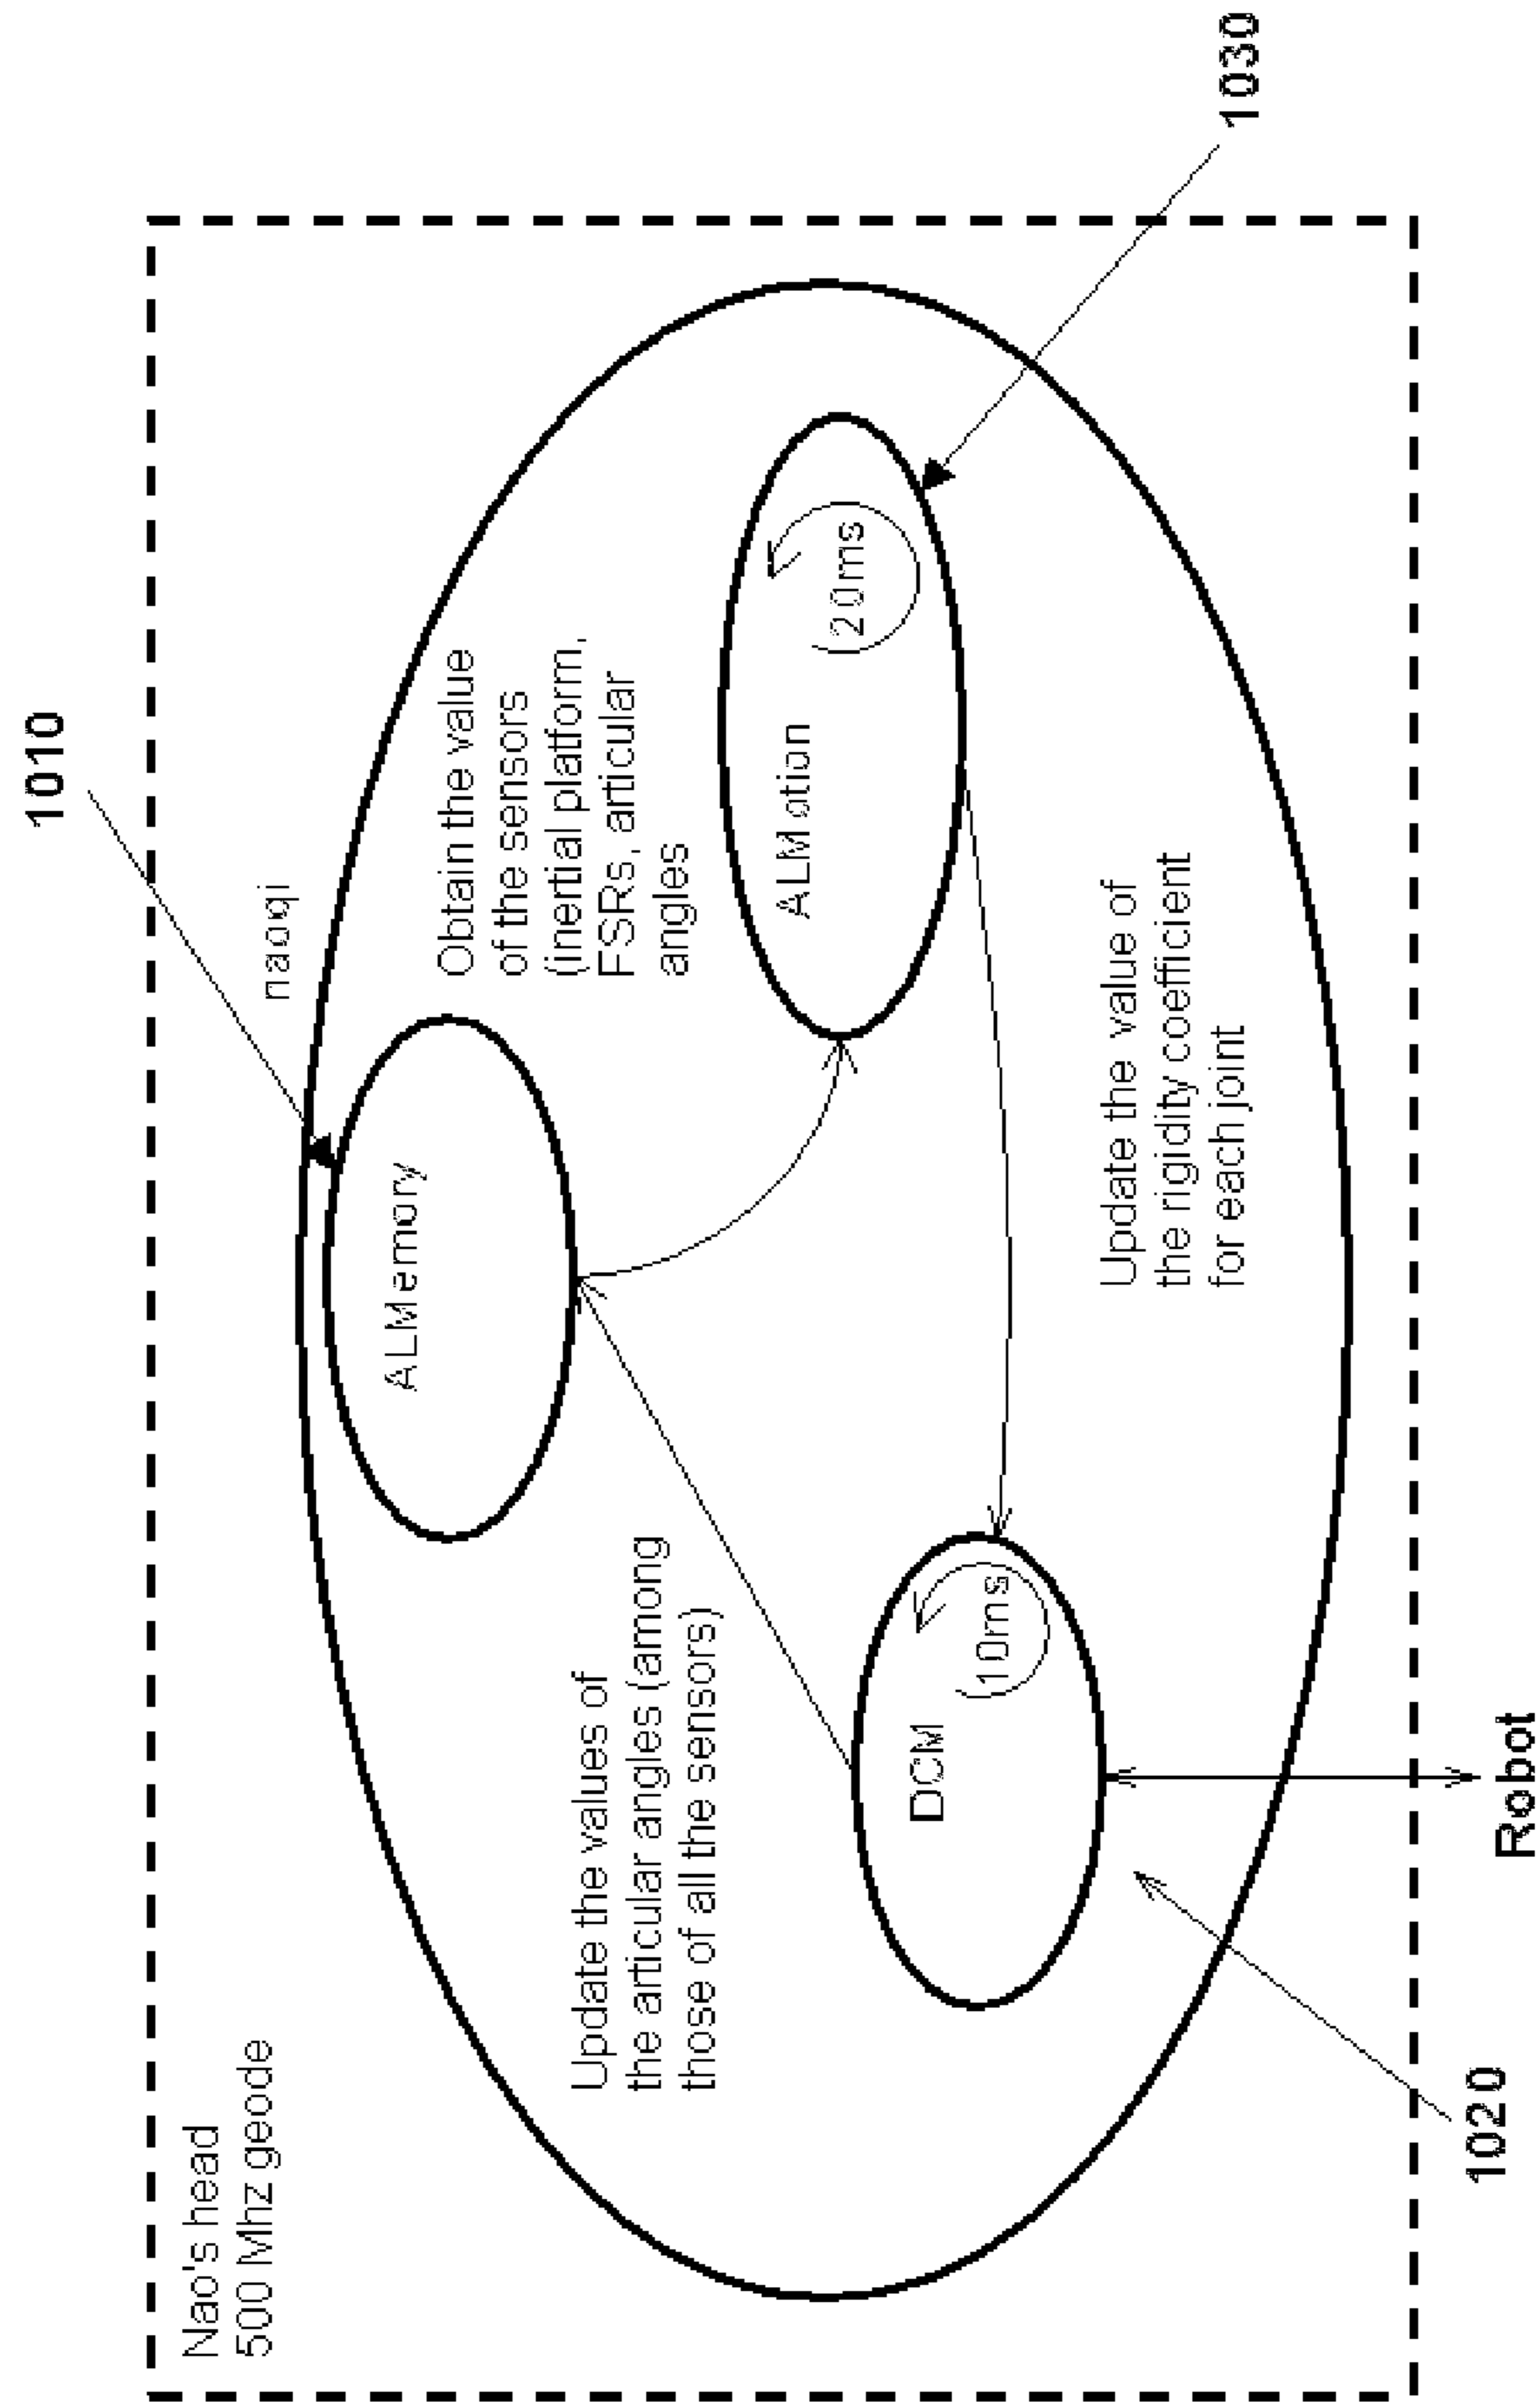 1010
Nao's head
500 Mhz geode
naoqi
ALMemory
Obtain the value
of the sensors
(inertial platform,
FSRs, articular
angles
Update the values of
the articular angles (among
those of all the sensors)
ALMotion
(20ms)
DCM
(10ms)
Update the value of
the rigidity coefficient
for each joint
1030
1020
Robot